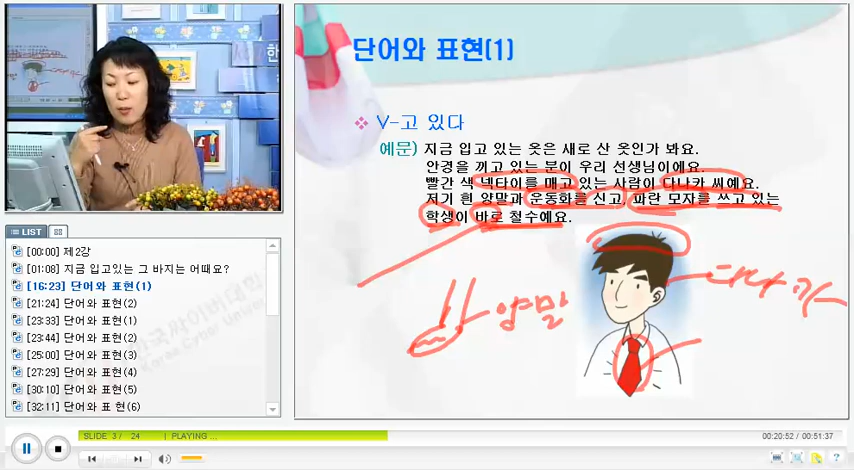 단어와 표현(1)
❖ V-고 있다
예문) 지금 입고 있는 옷은 새로 산 옷인가 봐요.
안경을 끼고 있는 분이 우리 선생님이에요.
빨간 색 넥타이를 매고 있는 사람이 다나카 씨예요.
저기 흰 양말과 운동화를 신고, 파란 모자를 쓰고 있는
학생이 바로 철수예요.
양말
다나카
LIST
[00:00] 제2강
[01:08] 지금 입고있는 그 바지는 어때요?
[16:23] 단어와 표현(1)
[21:24] 단어와 표현(2)
[23:33] 단어와 표현(1)
[23:44] 단어와 표현(2)
[25:00] 단어와 표현(3)
[27:29] 단어와 표현(4)
[30:10] 단어와 표현(5)
[32:11] 단어와 표 현(6)
SLIDE 3 / 24 | PLAYING ...
00:20:52 / 00:51:37